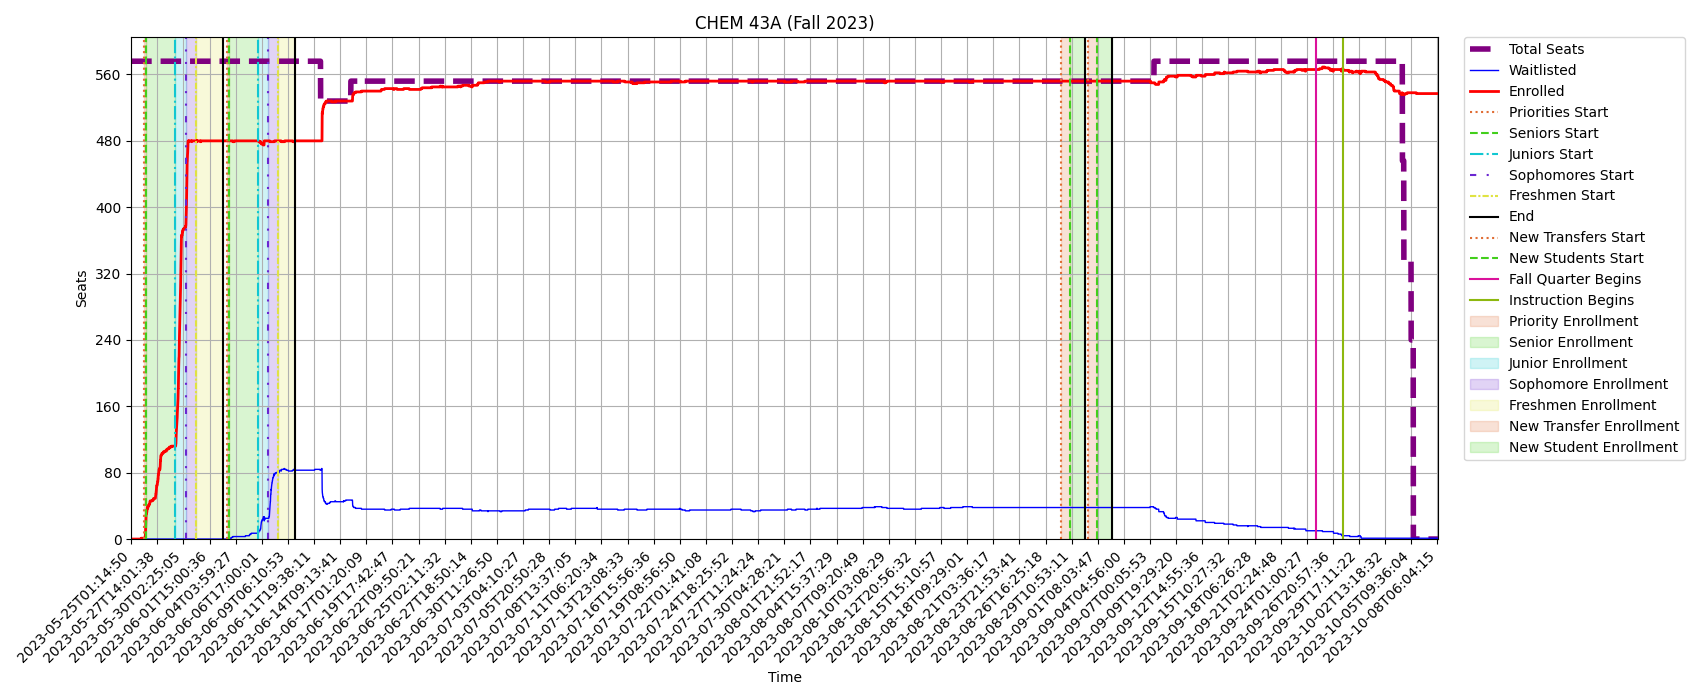 CHEM 43A (Fall 2023)
Seats
560
480
400
320
240
160
80
0
2023-05-25T01:14:50
2023-05-27T14:01:38
2023-05-30T02:25:05
2023-06-01T15:00:36
2023-06-04T03:59:27
2023-06-06T17:00:01
2023-06-09T06:10:53
2023-06-11T19:38:11
2023-06-14T09:13:41
2023-06-17T01:20:09
2023-06-19T17:42:47
2023-06-22T09:50:21
2023-06-25T02:11:32
2023-06-27T18:50:14
2023-06-30T11:26:50
2023-07-03T04:10:27
2023-07-05T20:50:28
2023-07-08T13:37:05
2023-07-11T06:20:34
2023-07-13T23:08:33
2023-07-16T15:56:36
2023-07-19T08:56:50
2023-07-22T01:41:08
2023-07-24T18:25:52
2023-07-27T11:24:24
2023-07-30T04:28:21
2023-08-01T21:52:17
2023-08-04T15:37:29
2023-08-07T09:20:49
2023-08-10T03:08:29
2023-08-12T20:56:32
2023-08-15T15:10:57
2023-08-18T09:29:01
2023-08-21T03:36:17
2023-08-23T21:53:41
2023-08-26T16:25:18
2023-08-29T10:53:11
2023-09-01T08:03:47
2023-09-04T04:56:00
2023-09-07T00:05:53
2023-09-09T19:29:20
2023-09-12T14:55:36
2023-09-15T10:27:32
2023-09-18T06:26:28
2023-09-21T02:24:48
2023-09-24T01:00:27
2023-09-26T20:57:36
2023-09-29T17:11:22
2023-10-02T13:18:32
2023-10-05T09:36:04
2023-10-08T06:04:15
Time
Total Seats
Waitlisted
Enrolled
Priorities Start
Seniors Start
Juniors Start
Sophomores Start
Freshmen Start
End
New Transfers Start
New Students Start
Fall Quarter Begins
Instruction Begins
Priority Enrollment
Senior Enrollment
Junior Enrollment
Sophomore Enrollment
Freshmen Enrollment
New Transfer Enrollment
New Student Enrollment